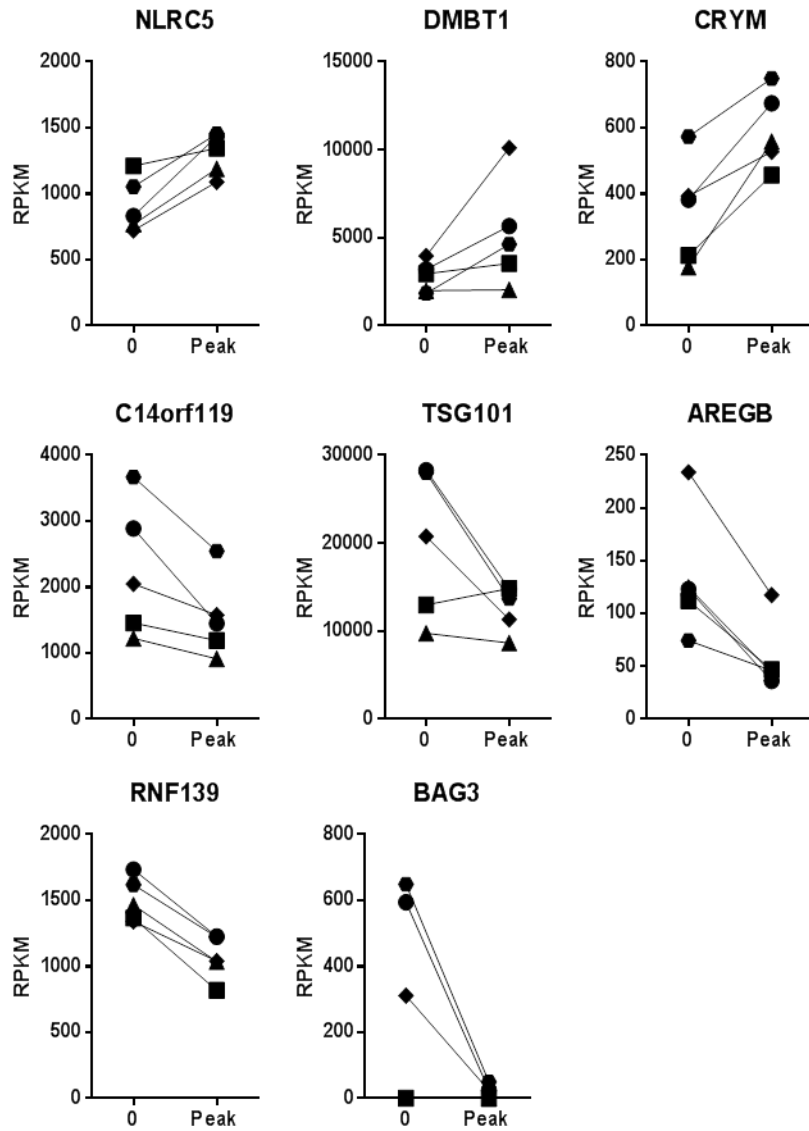 NLRC5 DMBT1 CRYM
2000 15000 800
1500 10000 600
1000 5000 400
500 0 200
0 0
RPKM RPKM RPKM
0 Peak 0 Peak 0 Peak
C14orf119 TSG101 AREGB
4000 30000 250
3000 20000 200
2000 10000 150
1000 0 100
0 50
0
RPKM RPKM RPKM
0 Peak 0 Peak 0 Peak
RNF139 BAG3
2000 800
1500 600
1000 400
500 200
0 0
RPKM RPKM
0 Peak 0 Peak